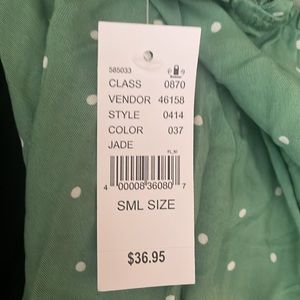 585033
CLASS 0870
VENDOR 46158
STYLE 0414
COLOR 037
JADE
4 00008 36080 7
SML SIZE
$36.95